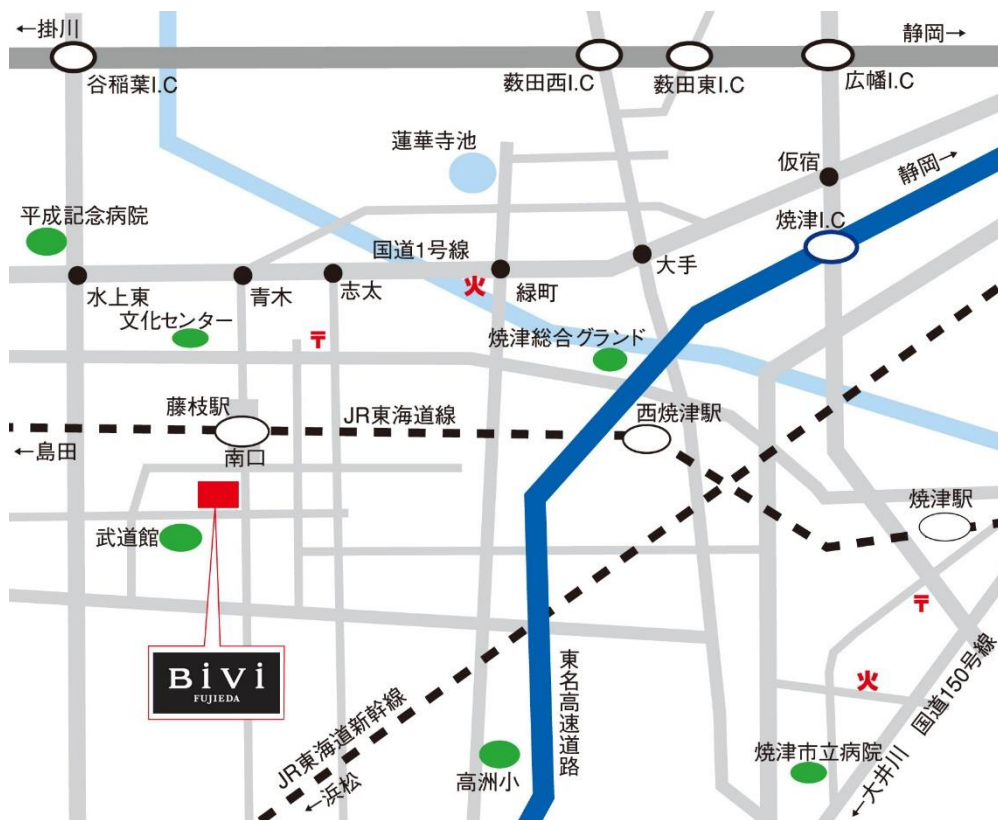 ←掛川
静岡→
谷稲葉I.C
薮田西I.C
薮田東I.C
広幡I.C
蓮華寺池
仮宿
静岡→
平成記念病院
焼津I.C
国道1号線
大手
水上東
青木
志太
火
緑町
文化センター
〒
焼津総合グランド
藤枝駅
JR東海道線
西焼津駅
←島田
南口
焼津駅
武道館
〒
BiVi
FUJIEDA
東名高速道路
火
国道150号線
JR東海道新幹線
←浜松
高洲小
焼津市立病院
←大井川